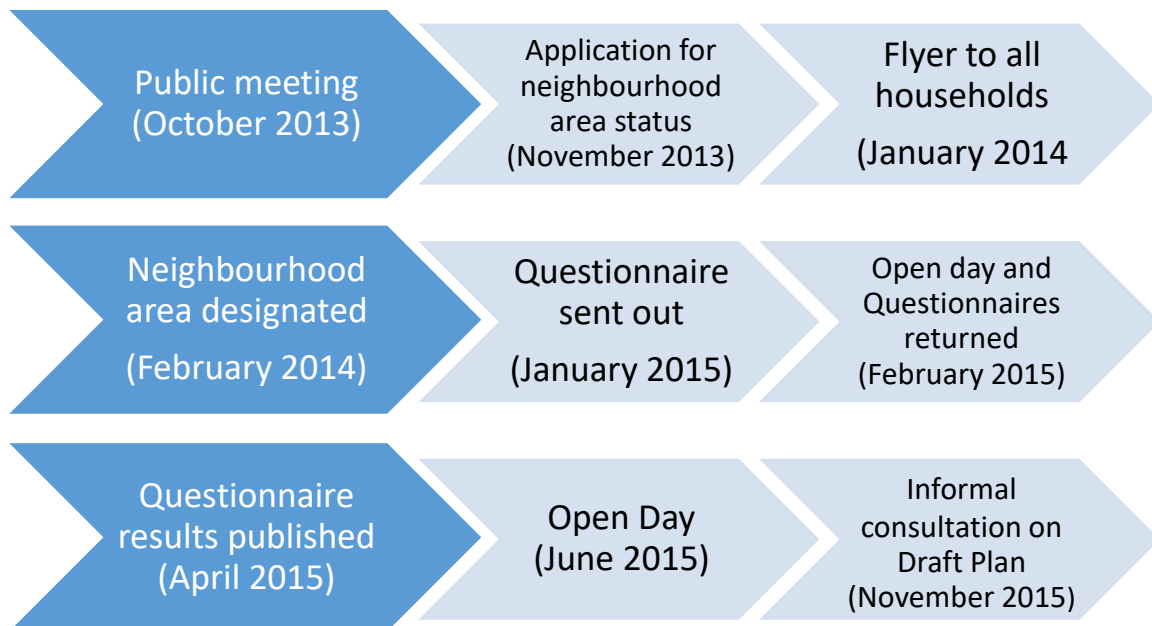 Public meeting
(October 2013)
Application for
neighbourhood
area status
(November 2013)
Flyer to all
households
(January 2014
Neighbourhood
area designated
(February 2014)
Questionnaire
sent out
(January 2015)
Open day and
Questionnaires
returned
(February 2015)
Questionnaire
results published
(April 2015)
Open Day
(June 2015)
Informal
consultation on
Draft Plan
(November 2015)